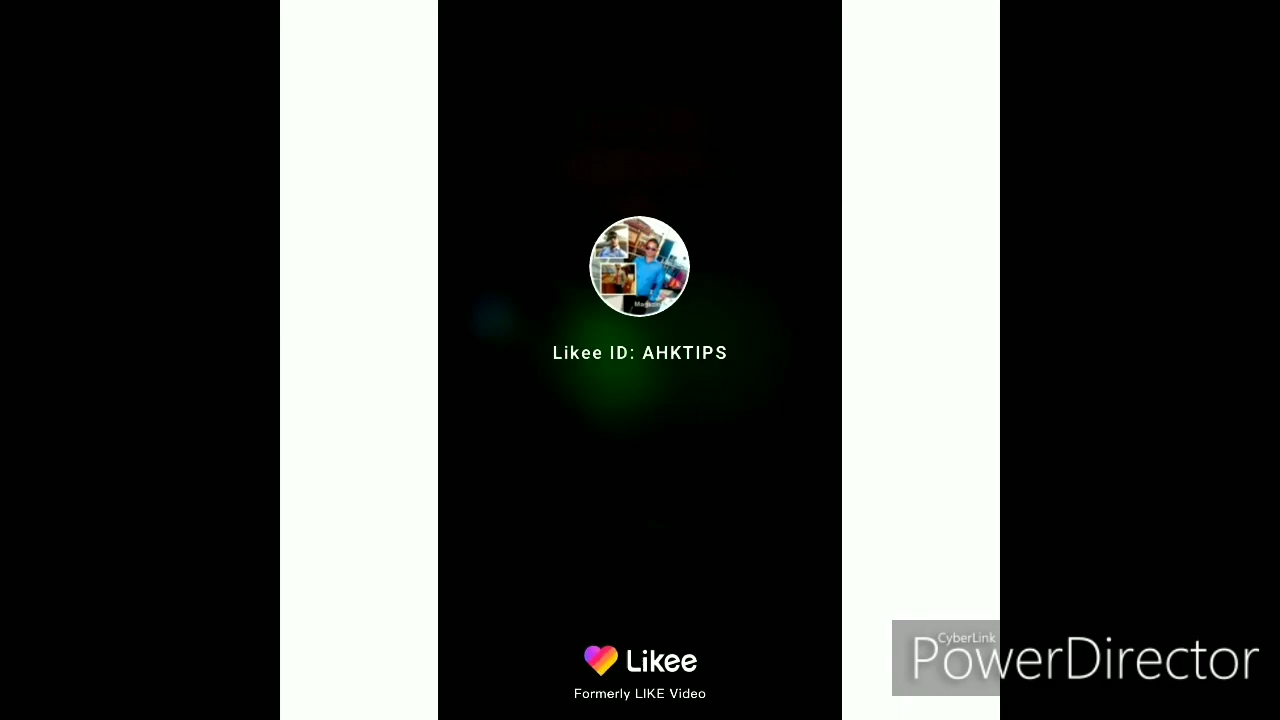 Likee ID: AHKTIPS
Likee
Formerly LIKE Video
CyberLink
PowerDirector